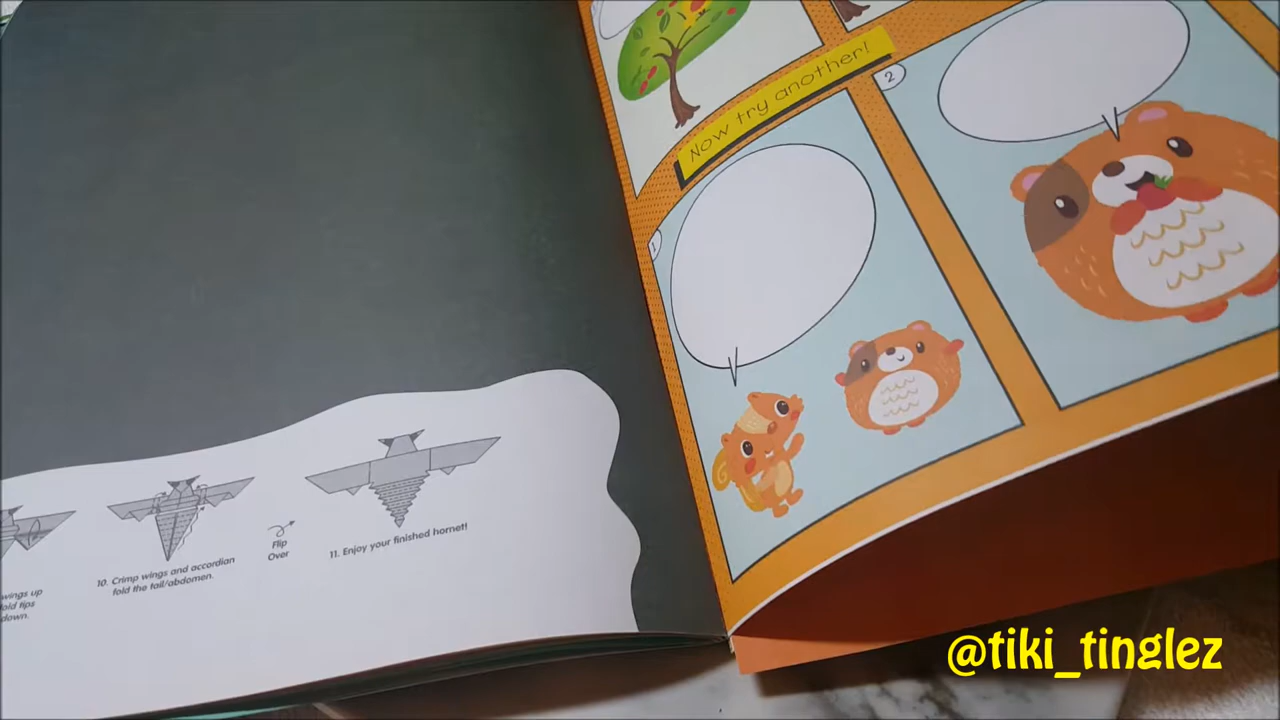 wings up
old tips
down.
10. Crimp wings and accordian
fold the tail/abdomen.
Flip
Over
11. Enjoy your finished hornet!
Now try another!
1
2
@tiki_tinglez